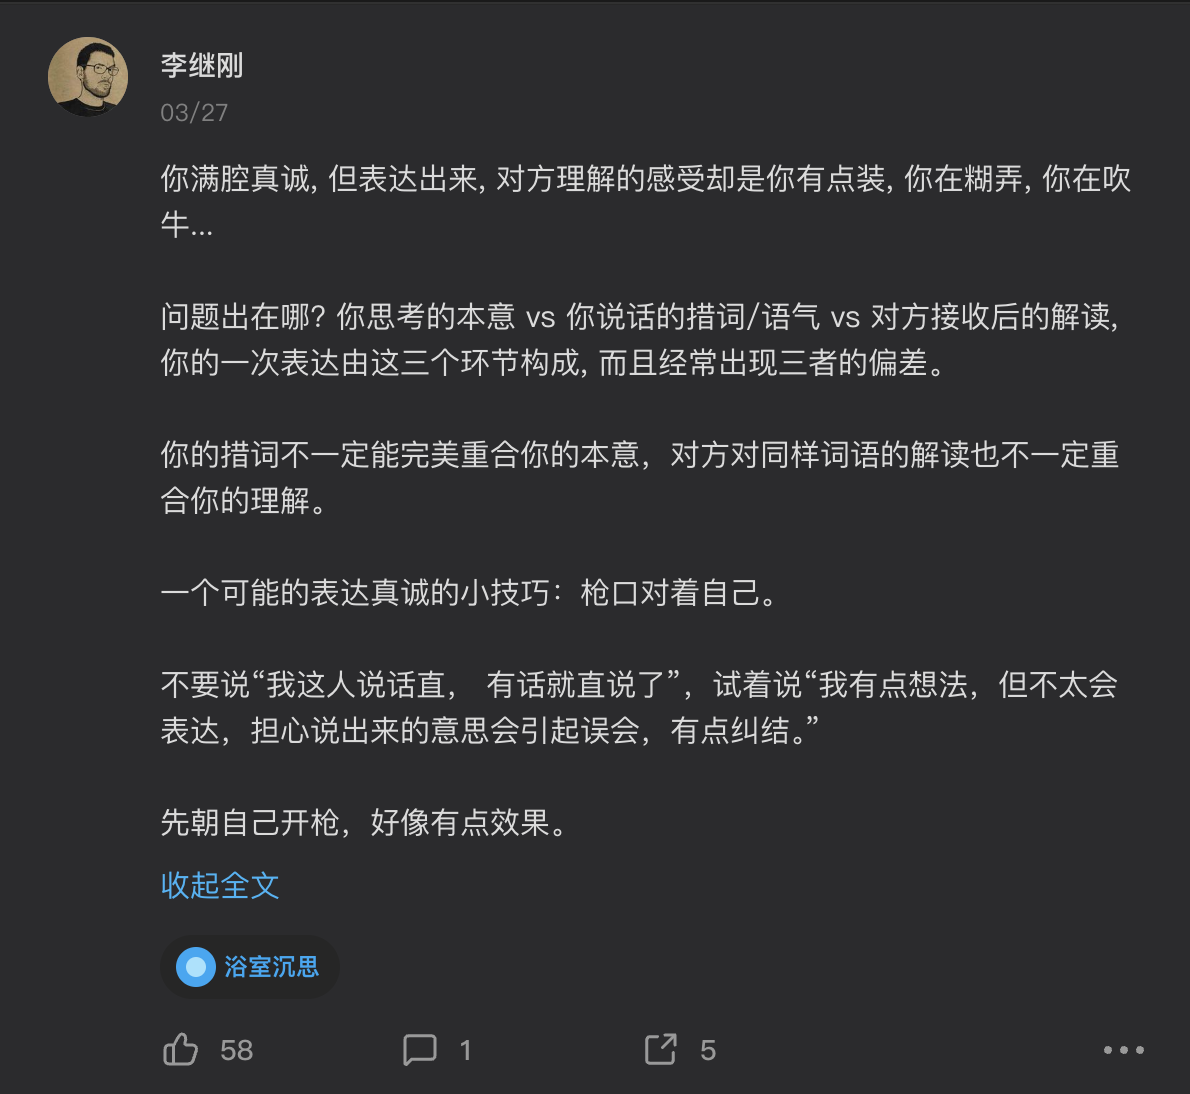 李继刚
03/27
你满腔真诚, 但表达出来, 对方理解的感受却是你有点装, 你在糊弄, 你在吹
牛...
问题出在哪? 你思考的本意 vs 你说话的措词/语气 vs 对方接收后的解读,
你的一次表达由这三个环节构成, 而且经常出现三者的偏差。
你的措词不一定能完美重合你的本意，对方对同样词语的解读也不一定重
合你的理解。
一个可能的表达真诚的小技巧：枪口对着自己。
不要说“我这人说话直， 有话就直说了”，试着说“我有点想法，但不太会
表达，担心说出来的意思会引起误会，有点纠结。”
先朝自己开枪，好像有点效果。
收起全文
浴室沉思
58 1 5